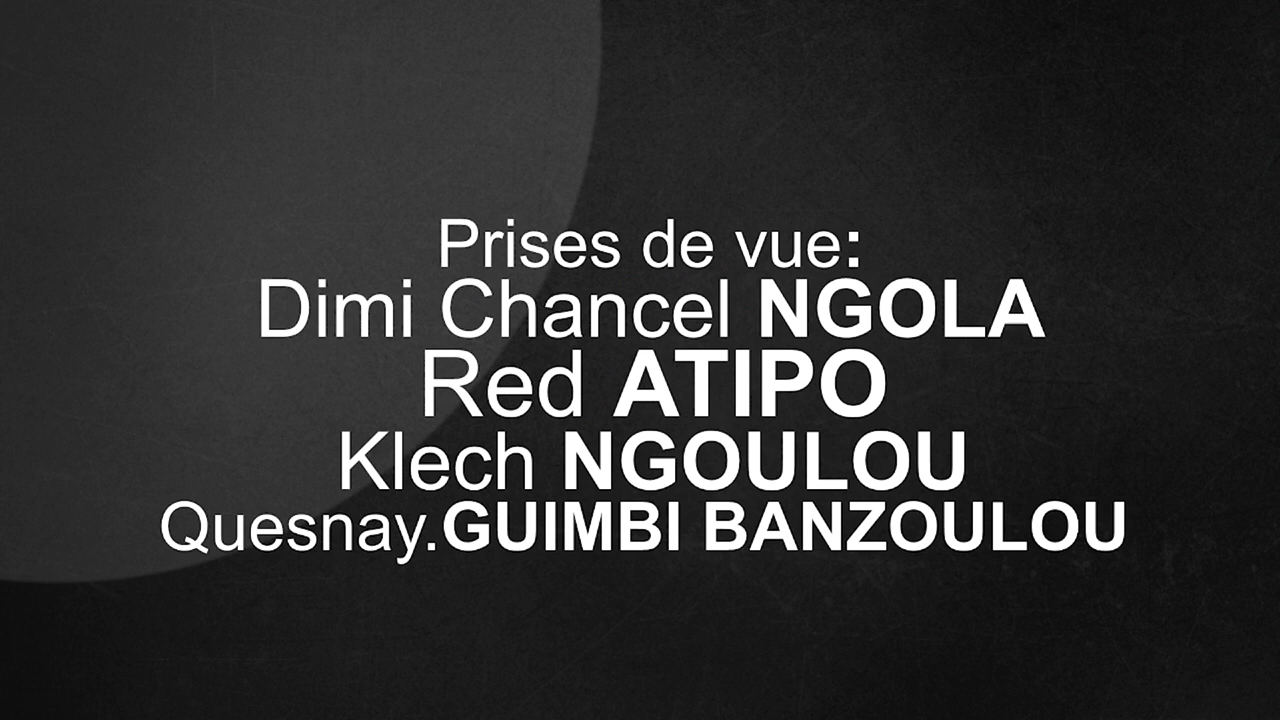 Prises de vue:
Dimi Chancel NGOLA
Red ATIPO
Klech NGOULOU
Quesnay.GUIMBI BANZOULOU